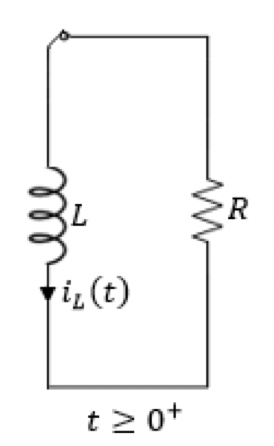 L
R
i_L(t)
t ≥ 0⁺